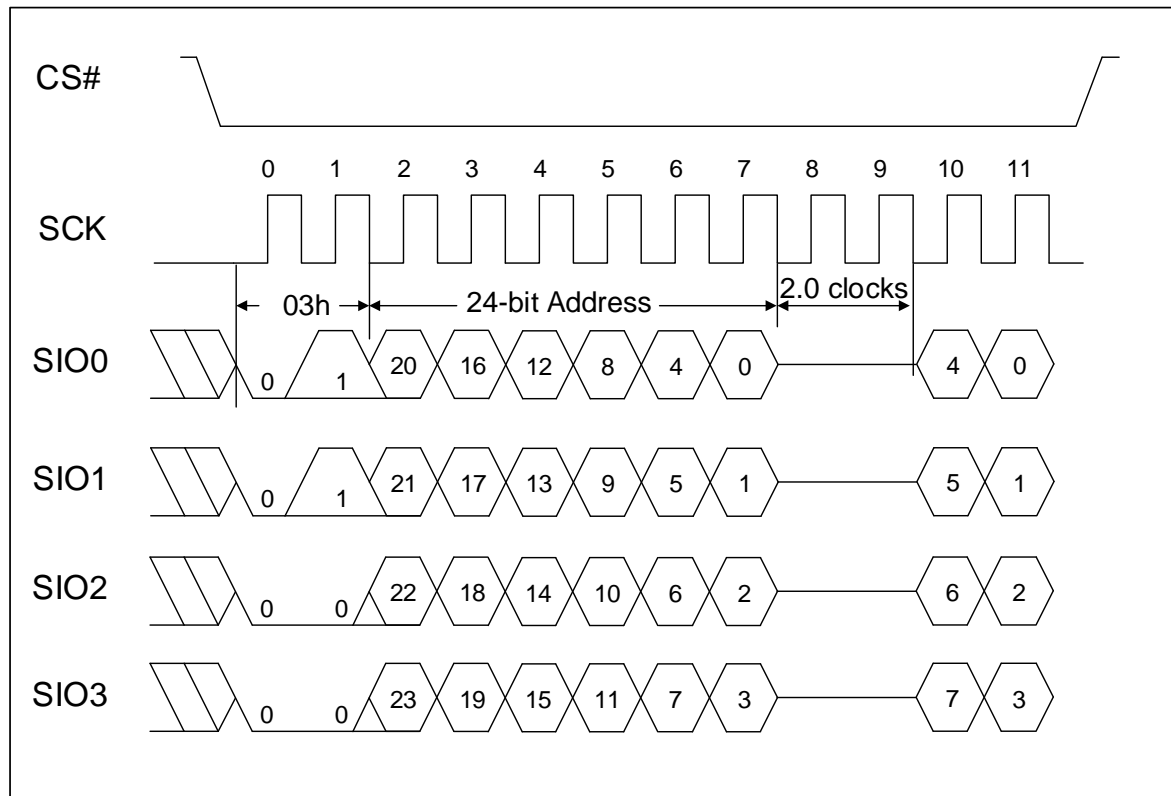 CS#
0 1 2 3 4 5 6 7 8 9 10 11
SCK
03h 24-bit Address 2.0 clocks
SIO0 0 1 20 16 12 8 4 0 4 0
SIO1 0 1 21 17 13 9 5 1 5 1
SIO2 0 0 22 18 14 10 6 2 6 2
SIO3 0 0 23 19 15 11 7 3 7 3